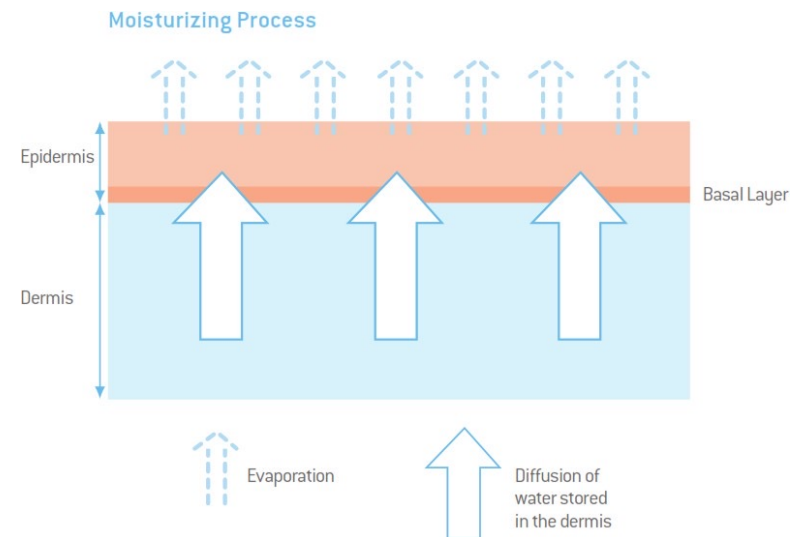 Moisturizing Process
Epidermis
Basal Layer
Dermis
Evaporation
Diffusion of
water stored
in the dermis